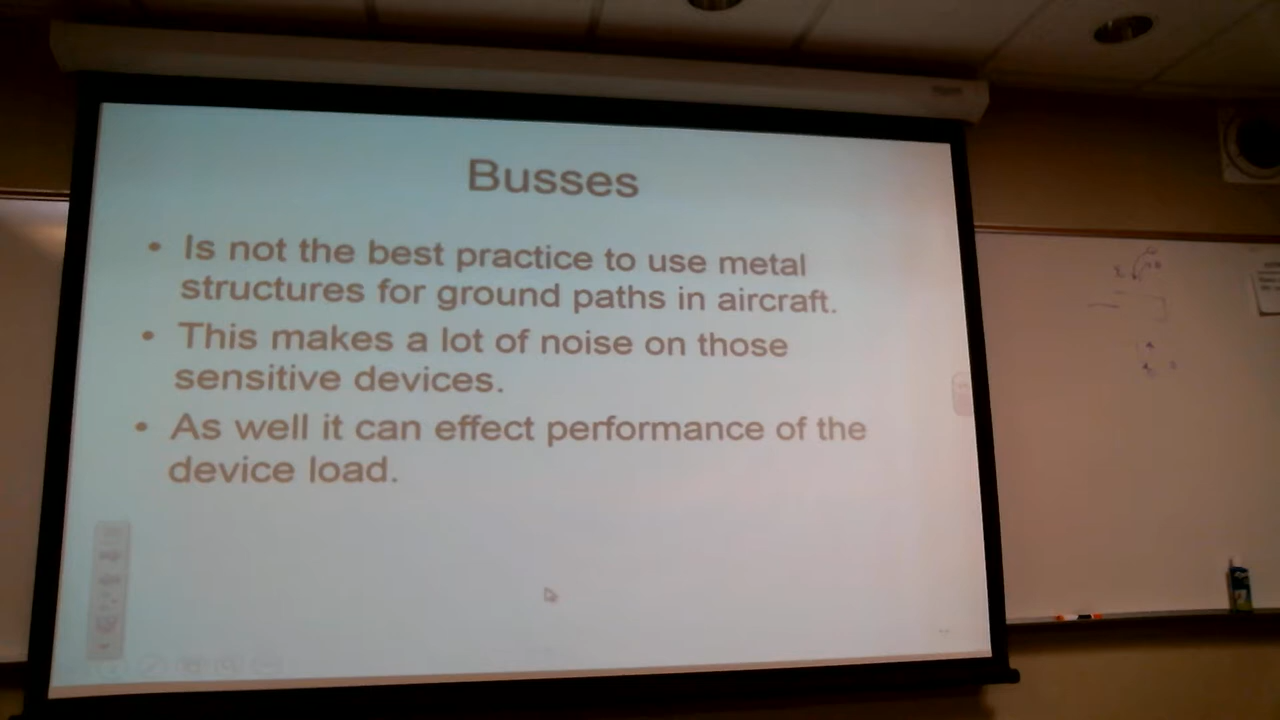 Busses
• Is not the best practice to use metal
structures for ground paths in aircraft.
• This makes a lot of noise on those
sensitive devices.
• As well it can effect performance of the
device load.